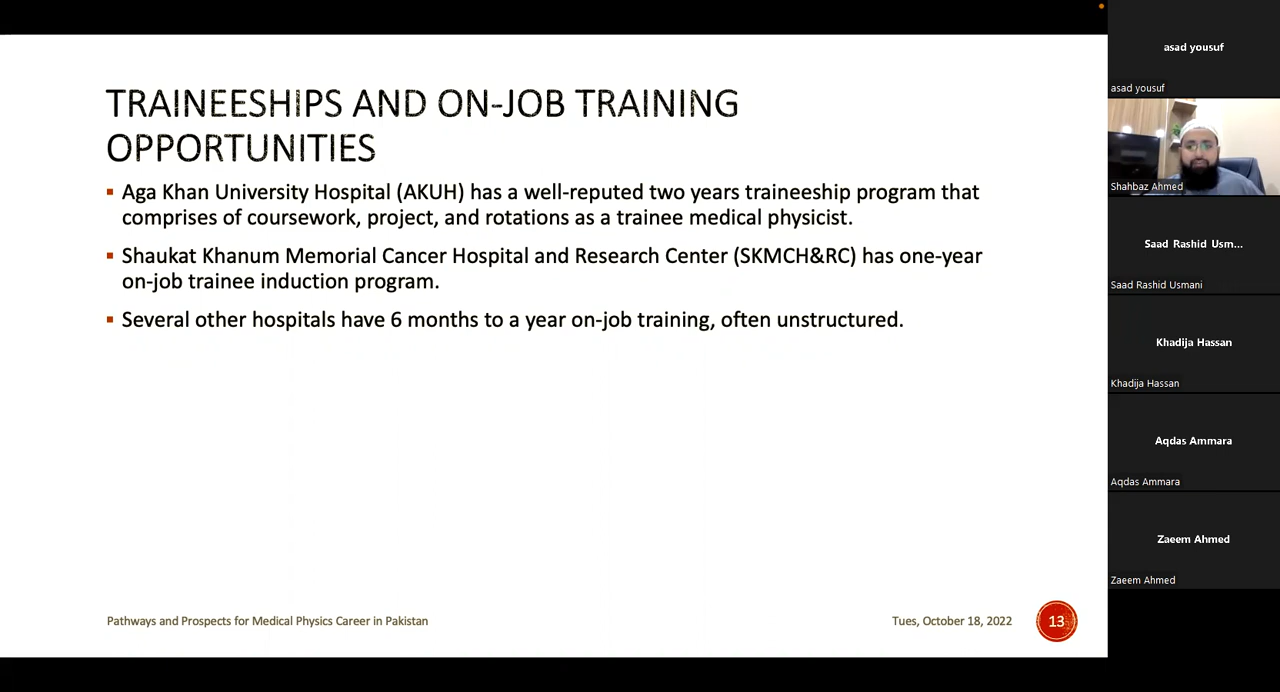 TRAINEESHIPS AND ON-JOB TRAINING
OPPORTUNITIES
▪ Aga Khan University Hospital (AKUH) has a well-reputed two years traineeship program that
comprises of coursework, project, and rotations as a trainee medical physicist.
▪ Shaukat Khanum Memorial Cancer Hospital and Research Center (SKMCH&RC) has one-year
on-job trainee induction program.
▪ Several other hospitals have 6 months to a year on-job training, often unstructured.
Pathways and Prospects for Medical Physics Career in Pakistan
Tues, October 18, 2022
13
asad yousuf
asad yousuf
Shahbaz Ahmed
Saad Rashid Usm...
Saad Rashid Usmani
Khadija Hassan
Khadija Hassan
Aqdas Ammara
Aqdas Ammara
Zaeem Ahmed
Zaeem Ahmed